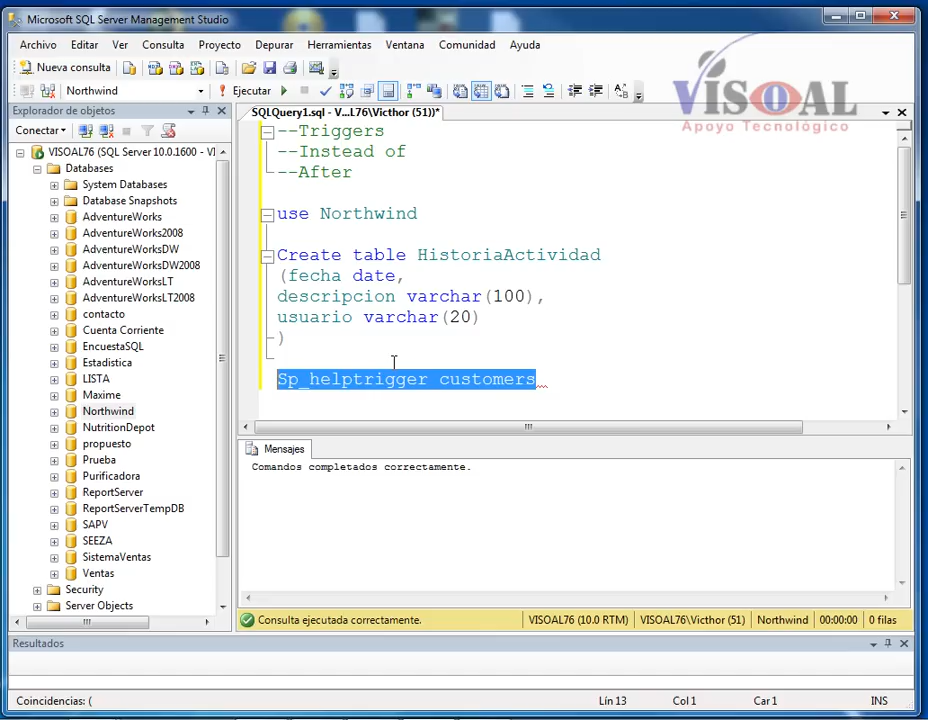 Microsoft SQL Server Management Studio
Archivo Editar Ver Consulta Proyecto Depurar Herramientas Ventana Comunidad Ayuda
Nueva consulta
Northwind
Ejecutar
VISOAL
Apoyo Tecnológico
Explorador de objetos
Conectar
VISOAL76 (SQL Server 10.0.1600 - VI
Databases
System Databases
Database Snapshots
AdventureWorks
AdventureWorks2008
AdventureWorksDW
AdventureWorksDW2008
AdventureWorksLT
AdventureWorksLT2008
contacto
Cuenta Corriente
EncuestaSQL
Estadistica
LISTA
Maxime
Northwind
NutritionDepot
propuesto
Prueba
Purificadora
ReportServer
ReportServerTempDB
SAPV
SEEZA
SistemaVentas
Ventas
Security
Server Objects
SQLQuery1.sql - V...L76\Victhor (51))*
--Triggers
--Instead of
--After
use Northwind
Create table HistoriaActividad
(fecha date,
descripcion varchar(100),
usuario varchar(20)
)
Sp_helptrigger customers
Mensajes
Comandos completados correctamente.
Consulta ejecutada correctamente.
VISOAL76 (10.0 RTM)
VISOAL76\Victhor (51)
Northwind
00:00:00
0 filas
Resultados
Coincidencias: (
Lín 13
Col 1
Car 1
INS